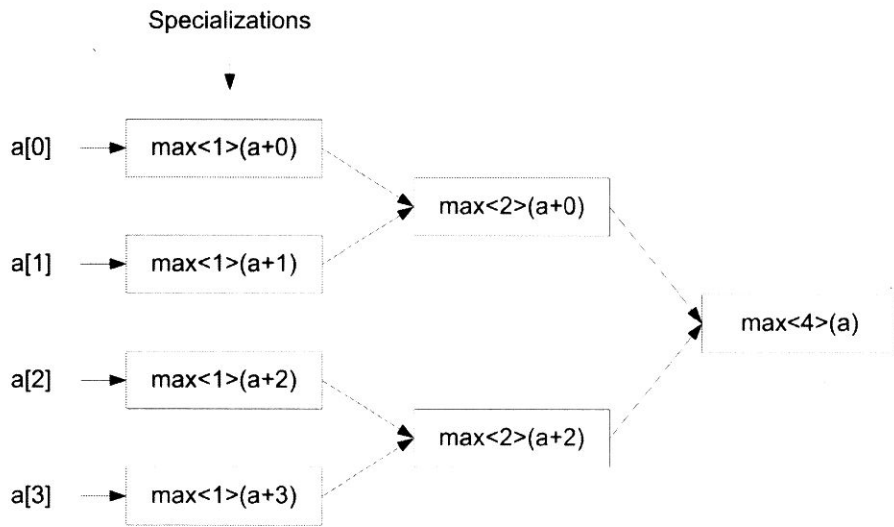 Specializations
a[0]
max<1>(a+0)
max<2>(a+0)
a[1]
max<1>(a+1)
max<4>(a)
a[2]
max<1>(a+2)
max<2>(a+2)
a[3]
max<1>(a+3)